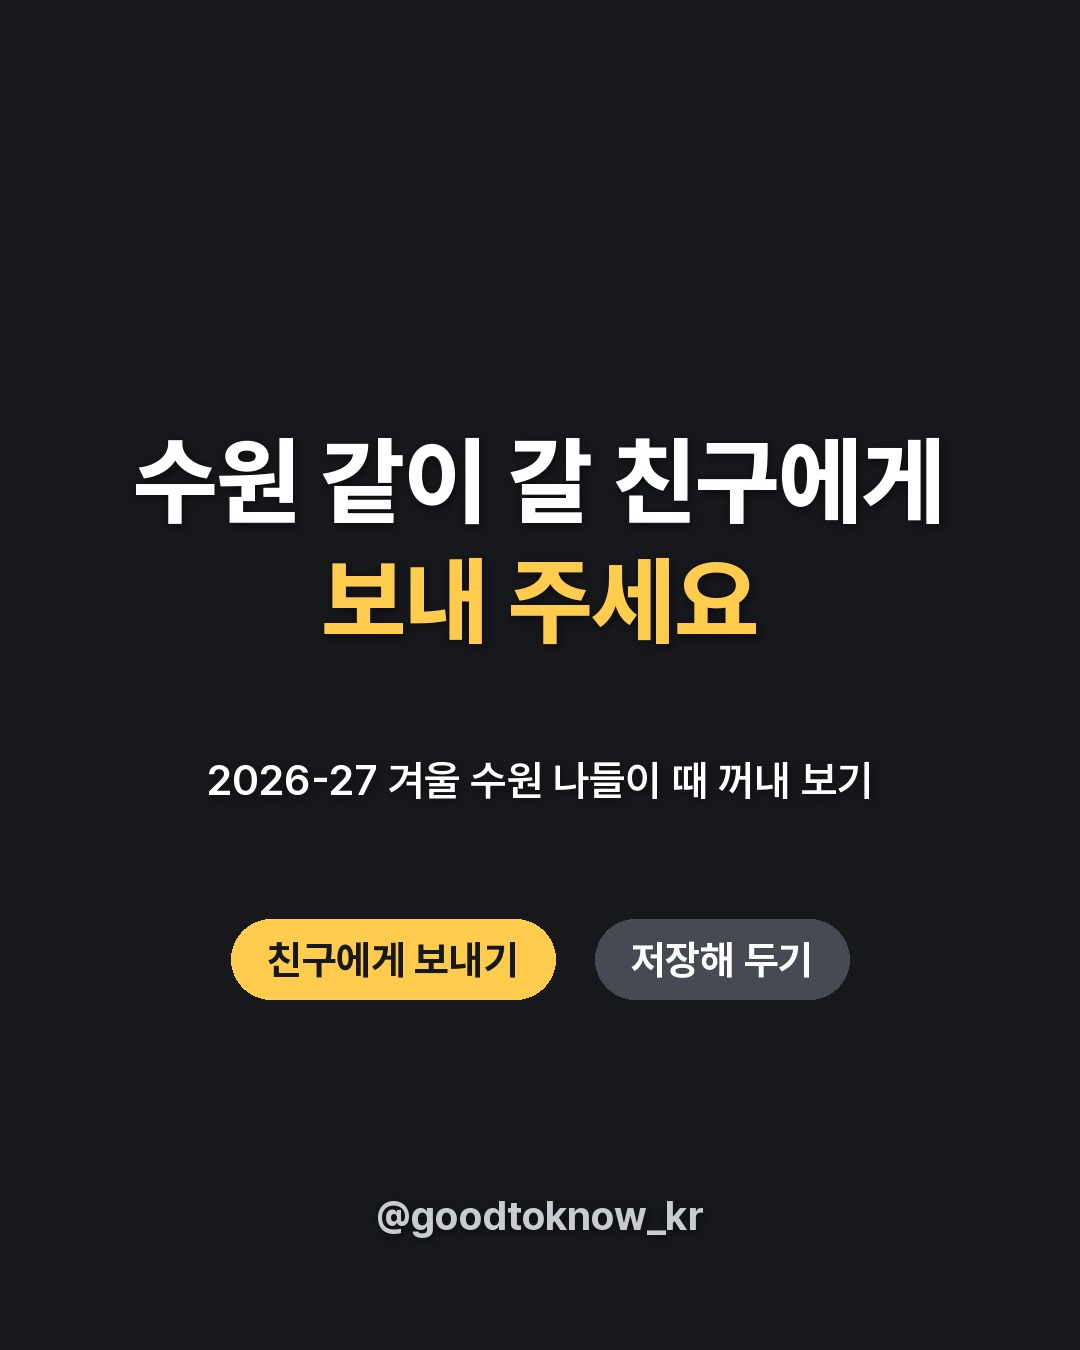 수원 같이 갈 친구에게
보내 주세요
2026-27 겨울 수원 나들이 때 꺼내 보기
친구에게 보내기
저장해 두기
@goodtoknow_kr